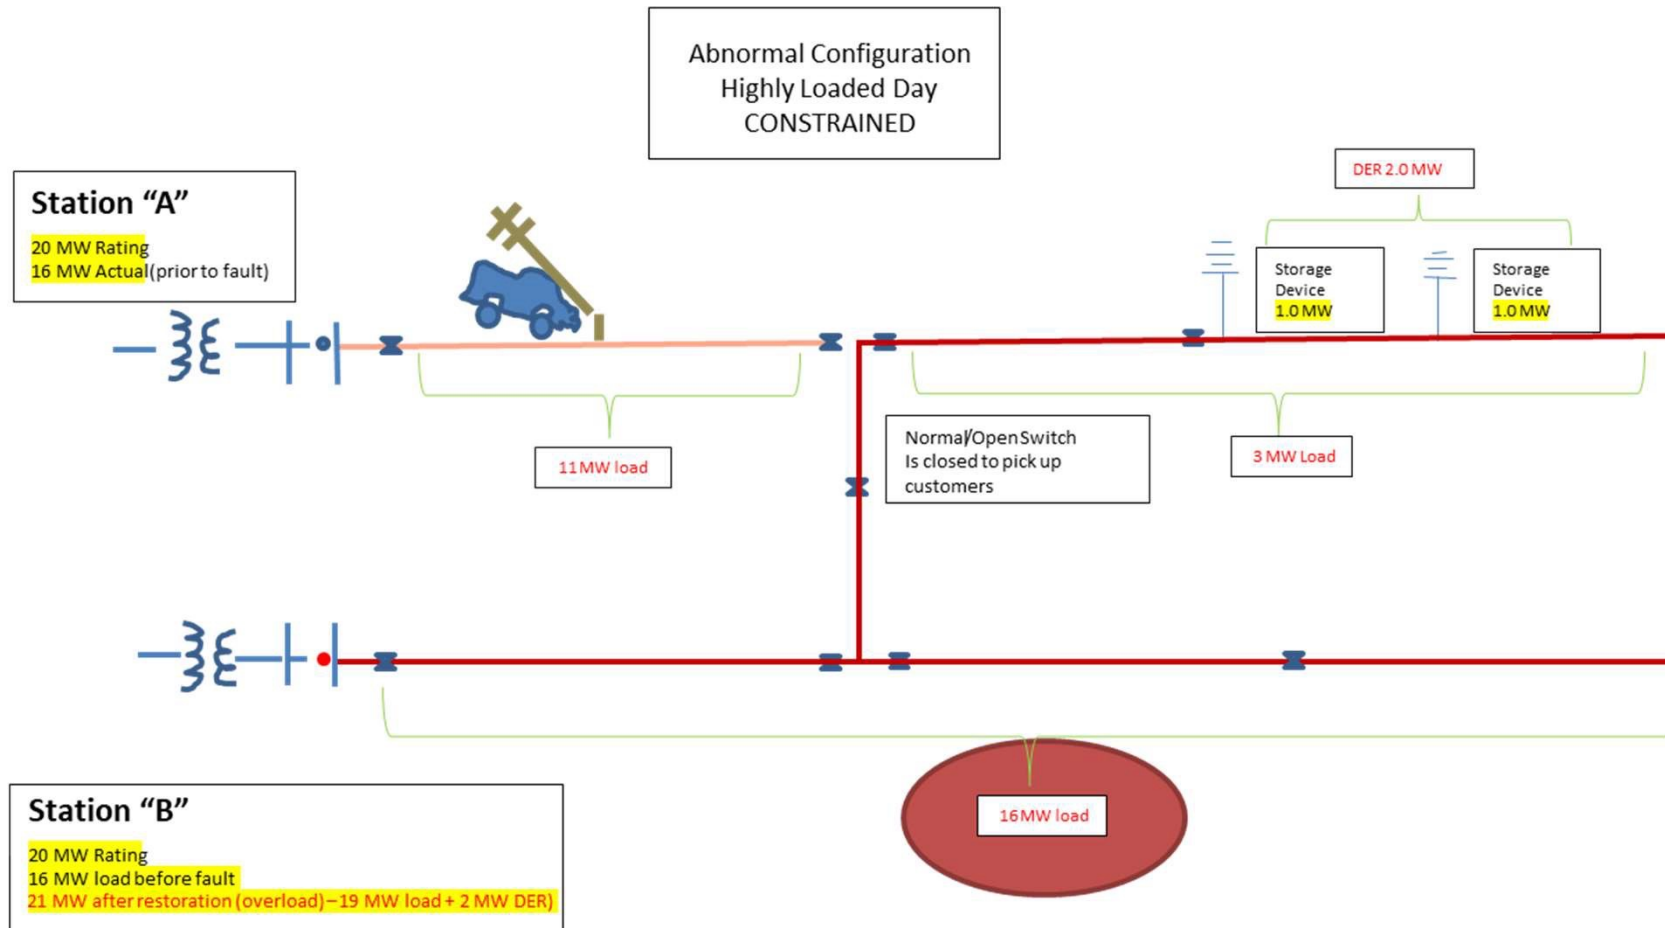 Abnormal Configuration
Highly Loaded Day
CONSTRAINED
DER 2.0 MW
Station “A”
20 MW Rating
16 MW Actual(prior to fault)
Storage
Device
1.0 MW
Storage
Device
1.0 MW
Normal/Open Switch
Is closed to pick up
customers
11 MW load
3 MW Load
Station “B”
20 MW Rating
16 MW load before fault
21 MW after restoration (overload) – 19 MW load + 2 MW DER)
16 MW load